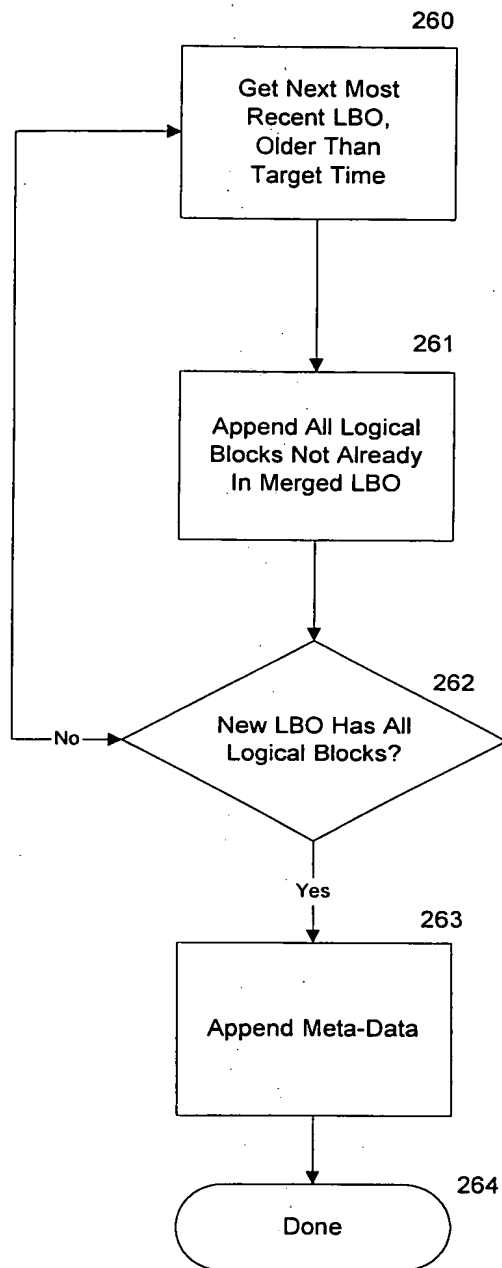 260
Get Next Most
Recent LBO,
Older Than
Target Time
261
Append All Logical
Blocks Not Already
In Merged LBO
262
New LBO Has All
Logical Blocks?
No
Yes
263
Append Meta-Data
264
Done